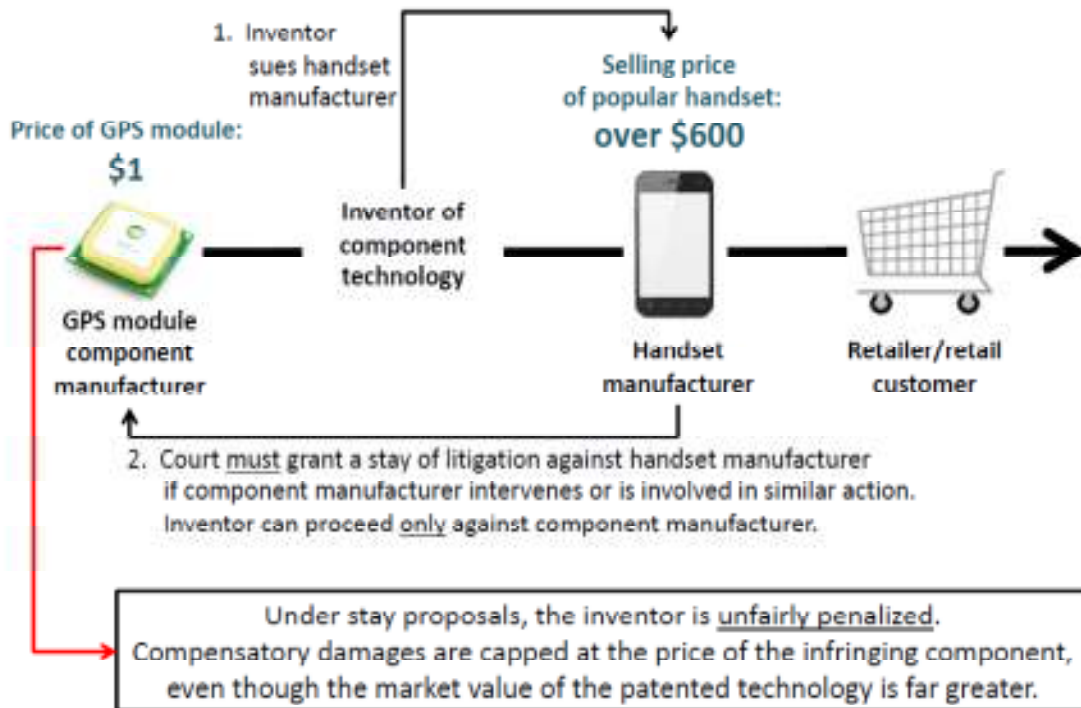 1. Inventor
sues handset
manufacturer
Selling price
of popular handset:
over $600
Price of GPS module:
$1
Inventor of
component
technology
GPS module
component
manufacturer
Handset
manufacturer
Retailer/retail
customer
2. Court must grant a stay of litigation against handset manufacturer
if component manufacturer intervenes or is involved in similar action.
Inventor can proceed only against component manufacturer.
Under stay proposals, the inventor is unfairly penalized.
Compensatory damages are capped at the price of the infringing component,
even though the market value of the patented technology is far greater.